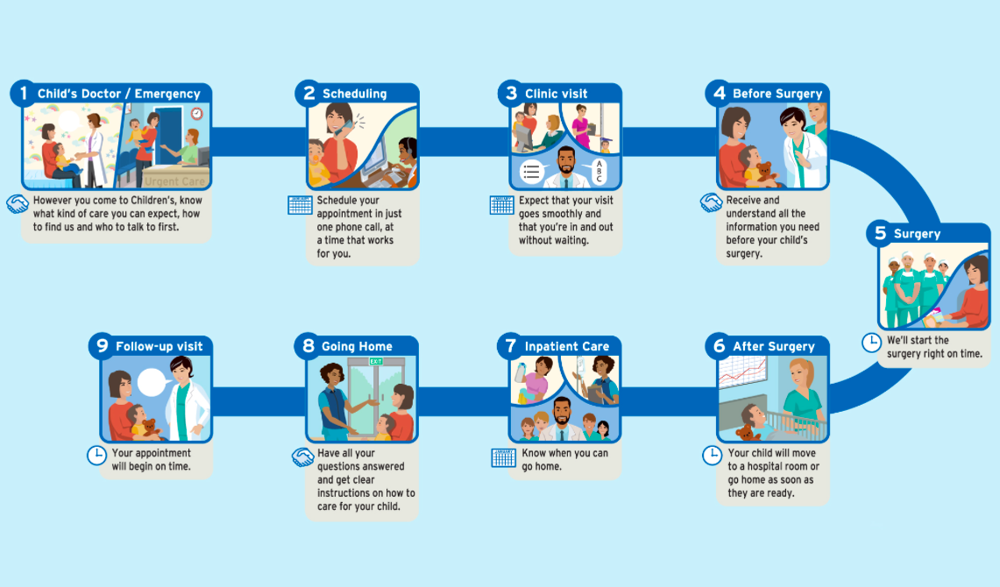 1 Child's Doctor / Emergency
Urgent Care
However you come to Children's, know
what kind of care you can expect, how
to find us and who to talk to first.
2 Scheduling
JANUARY
Schedule your
appointment in just
one phone call, at
a time that works
for you.
3 Clinic visit
A
B
C
JANUARY
Expect that your visit
goes smoothly and
that you're in and out
without waiting.
4 Before Surgery
Receive and
understand all the
information you need
before your child's
surgery.
5 Surgery
We'll start the
surgery right on time.
6 After Surgery
Your child will move
to a hospital room or
go home as soon as
they are ready.
7 Inpatient Care
JANUARY
Know when you can
go home.
8 Going Home
EXIT
Have all your
questions answered
and get clear
instructions on how to
care for your child.
9 Follow-up visit
Your appointment
will begin on time.